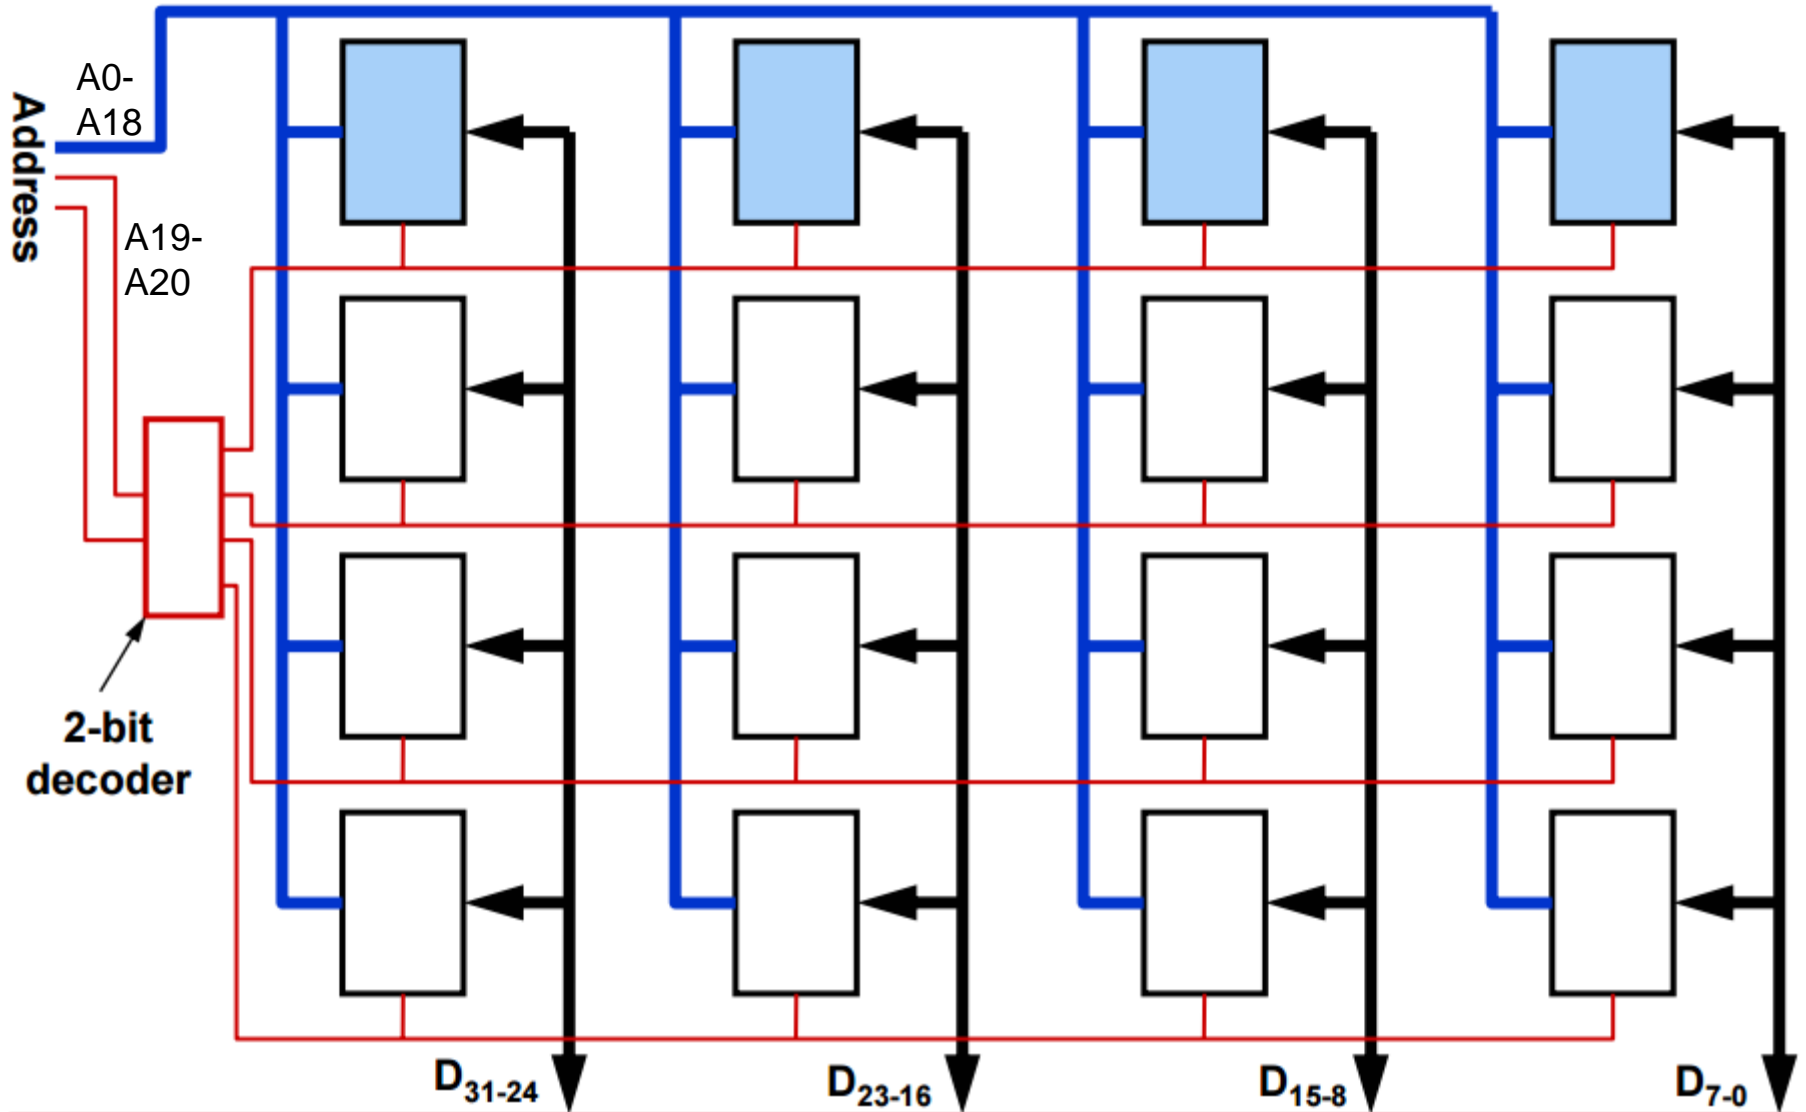 A0-
A18
Address
A19-
A20
2-bit
decoder
D31-24
D23-16
D15-8
D7-0